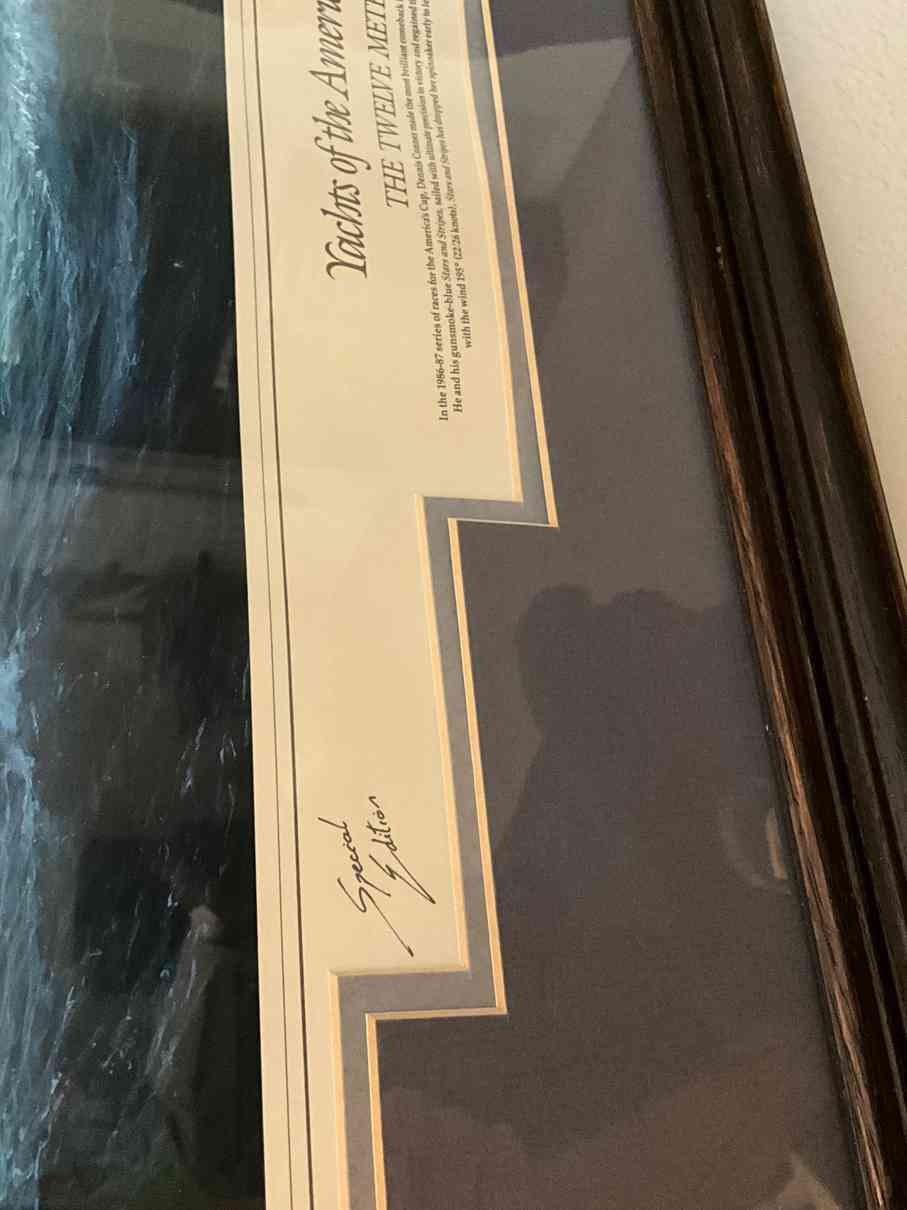 Yachts of the Ameri
THE TWELVE METE
In the 1986-87 series of races for the America's Cup, Dennis Conner made the most brilliant comeback
He and his gunsmoke-blue Stars and Stripes, sailed with ultimate precision to victory and regained
with the wind 195° (22/26 knots), Stars and Stripes has dropped her spinnaker early to
Special
Edition